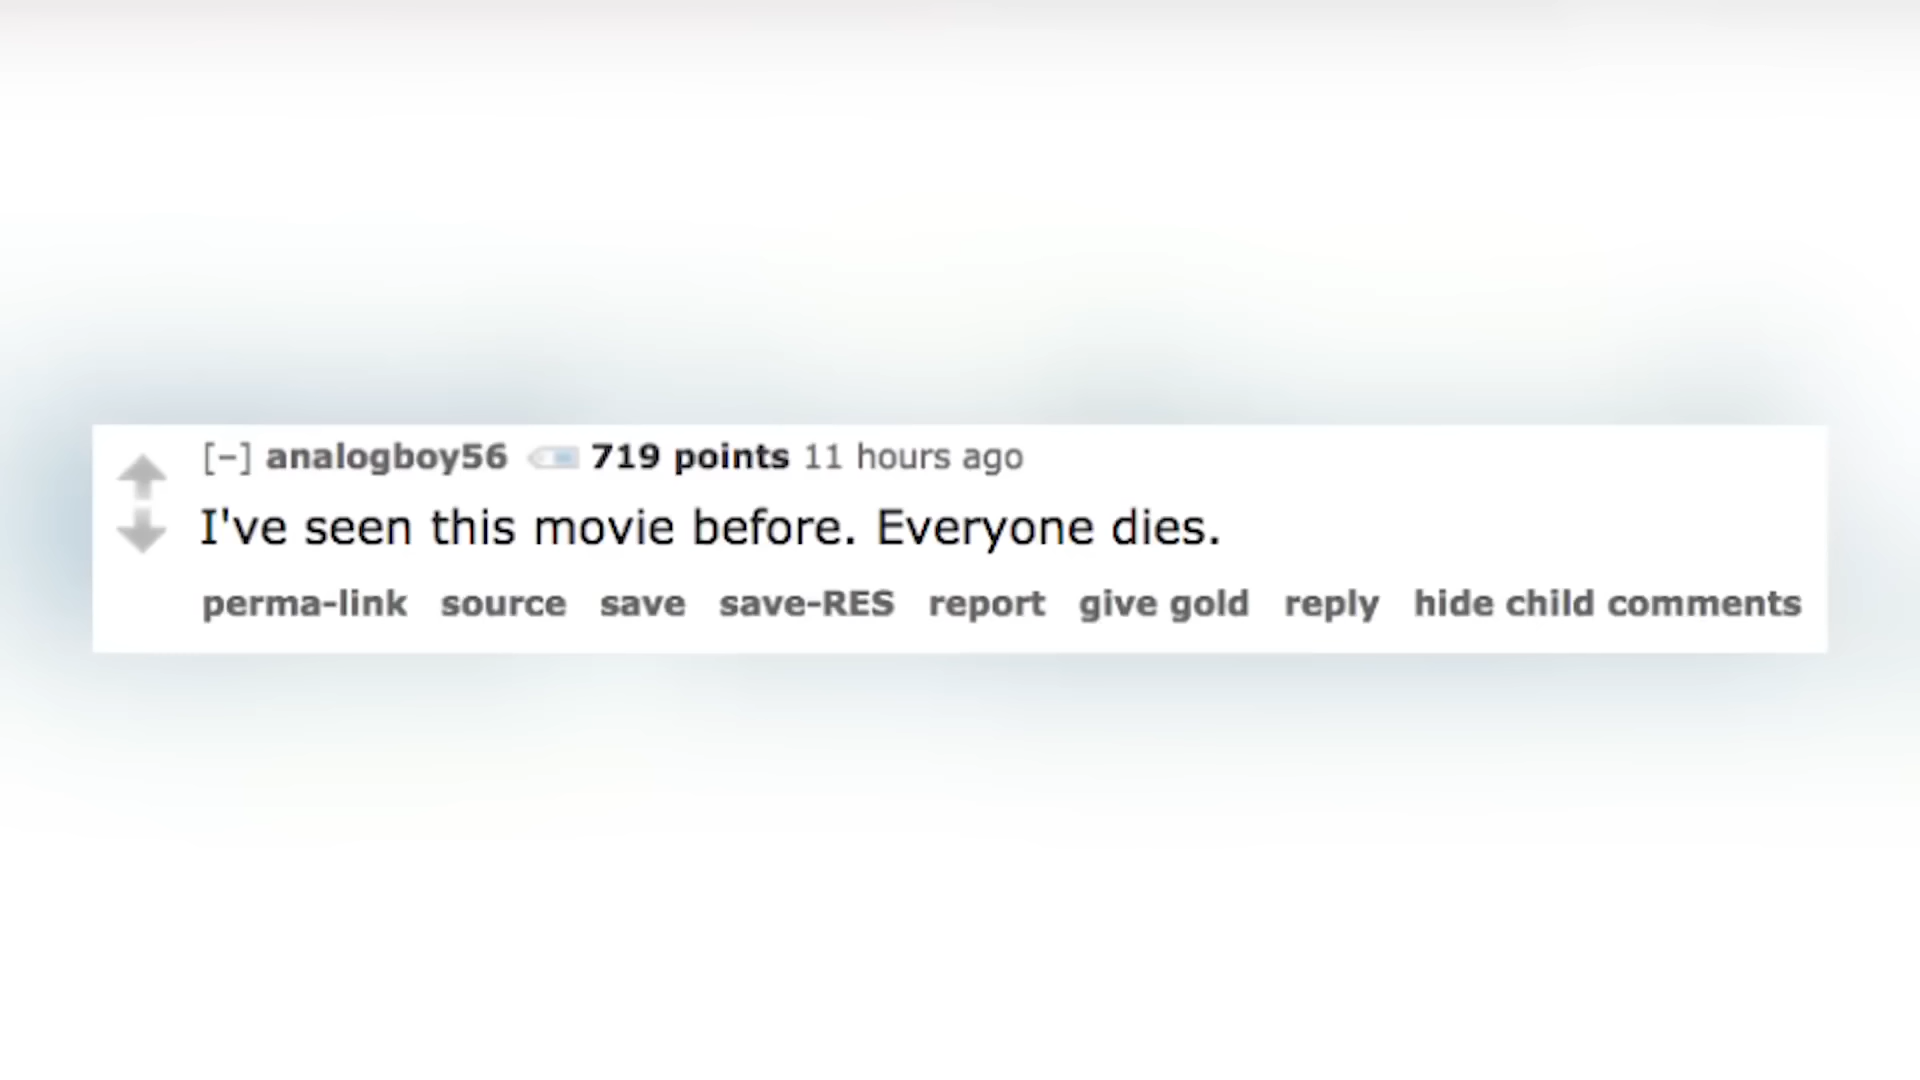 [−] analogboy56 719 points 11 hours ago
I've seen this movie before. Everyone dies.
perma-link source save save-RES report give gold reply hide child comments